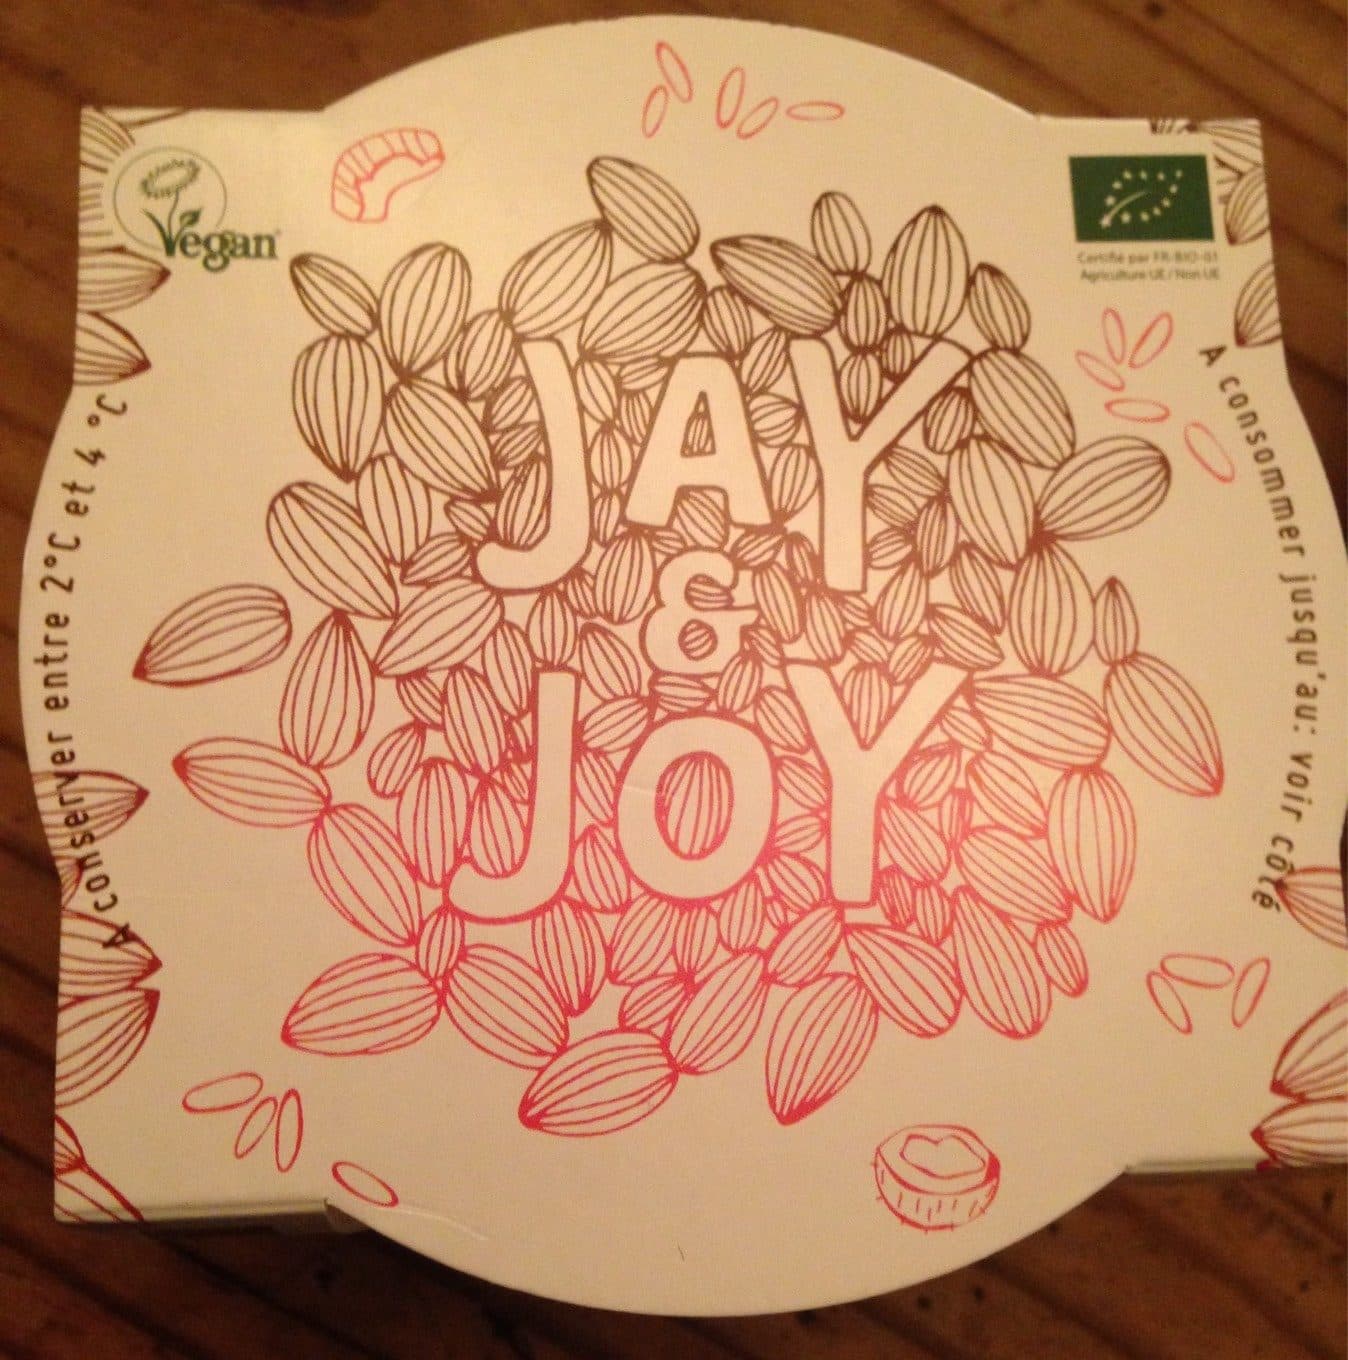 Vegan
Certifié par FR-BIO-01
Agriculture UE / Non UE
JAY
&
JOY
A conserver entre 2°C et 4°C
A consommer jusqu'au: voir côté